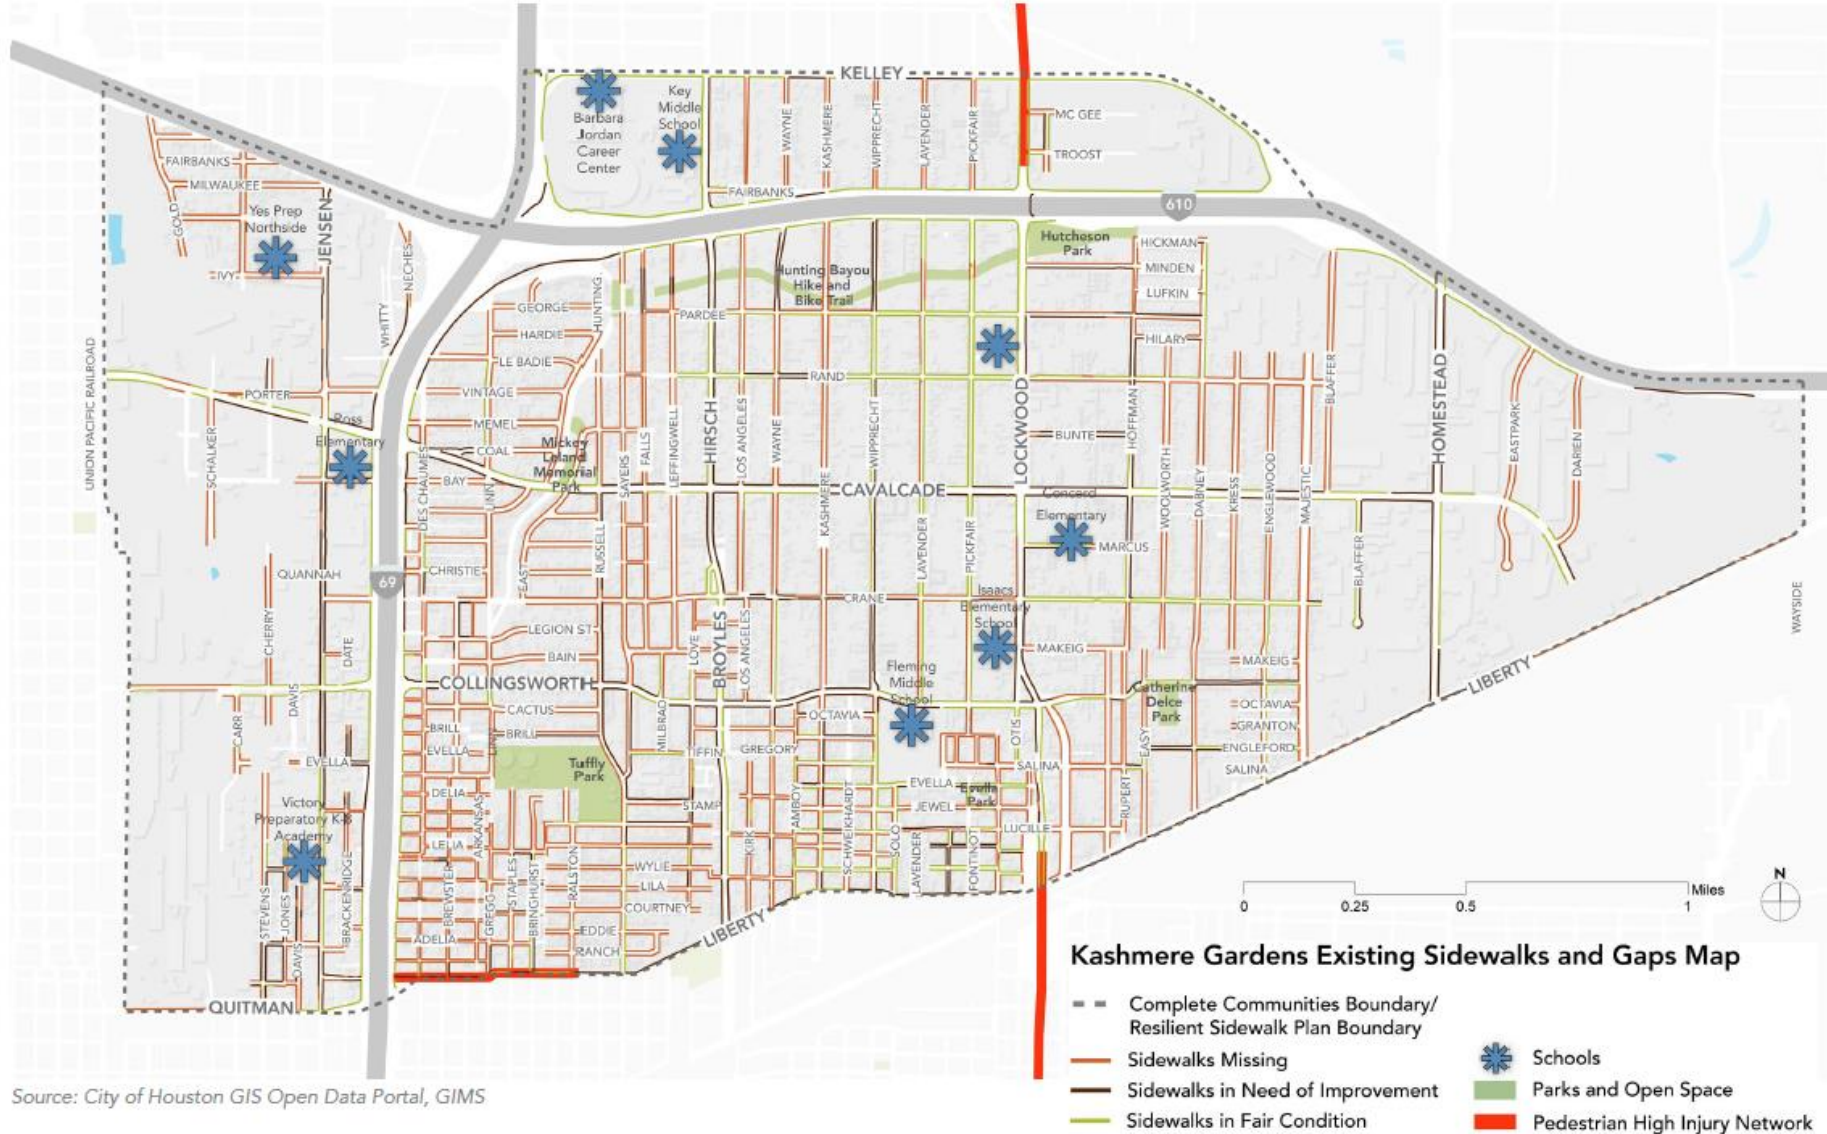 KELLEY
Barbara
Jordan
Career
Center
Key
Middle
School
WAYNE
KASHMERE
WIPPRECHT
LAVENDER
PICKFAIR
MC GEE
TROOST
FAIRBANKS
610
FAIRBANKS
MILWAUKEE
GOLD
Yes Prep
Northside
JENSEN
IVY
NECHES
WHITTY
UNION PACIFIC RAILROAD
Hutcheson
Park
HICKMAN
MINDEN
LUFKIN
HILARY
Hunting Bayou
Hike and
Bike Trail
GEORGE
HUNTING
HARDIE
LE BADIE
VINTAGE
MEMEL
COAL
BAY
PARDEE
RAND
PORTER
Ross
Elementary
SCHALKER
DES CHAUMES
LINN
Mickey
Leland
Memorial
Park
SAYERS
FALLS
LEFFINGWELL
HIRSCH
LOS ANGELES
WAYNE
KASHMERE
WIPPRECHT
CAVALCADE
LOCKWOOD
BUNTE
HOFFMAN
WOOLWORTH
DABNEY
KRESS
ENGLEWOOD
MAJESTIC
BLAFFER
HOMESTEAD
EASTPARK
DARIEN
Concord
Elementary
MARCUS
BLAFFER
LAVENDER
PICKFAIR
RUSSELL
EAST
CHRISTIE
69
QUANNAH
CHERRY
DATE
CRANE
Isaacs
Elementary
School
WAYSIDE
LEGION ST
BAIN
LOVE
BROYLES
LOS ANGELES
MAKEIG
MAKEIG
LIBERTY
COLLINGSWORTH
Fleming
Middle
School
Catherine
Delce
Park
OCTAVIA
GRANTON
ENGLEFORD
SALINA
CARR
DAVIS
CACTUS
BRILL
BRILL
EVELLA
LINN
MILBRAD
OCTAVIA
TIFFIN
GREGORY
OTIS
EASY
SALINA
EVELLA
Tuffly
Park
DELIA
ARKANSAS
STAMP
AMBOY
SCHWEIKHARDT
SOLO
EVELLA
JEWEL
Evella
Park
RUPERT
LUCILLE
Victory
Preparatory K-8
Academy
LELIA
KIRK
LAVENDER
FONTINOT
STEVENS
JONES
DAVIS
BRACKENRIDGE
BREWSTER
GREGG
STAPLES
BRINGHURST
RALSTON
WYLIE
LILA
COURTNEY
EDDIE
RANCH
ADELIA
LIBERTY
QUITMAN
N
0 0.25 0.5 1 Miles
Kashmere Gardens Existing Sidewalks and Gaps Map
Complete Communities Boundary/
Resilient Sidewalk Plan Boundary
Sidewalks Missing
Sidewalks in Need of Improvement
Sidewalks in Fair Condition
Schools
Parks and Open Space
Pedestrian High Injury Network
Source: City of Houston GIS Open Data Portal, GIMS